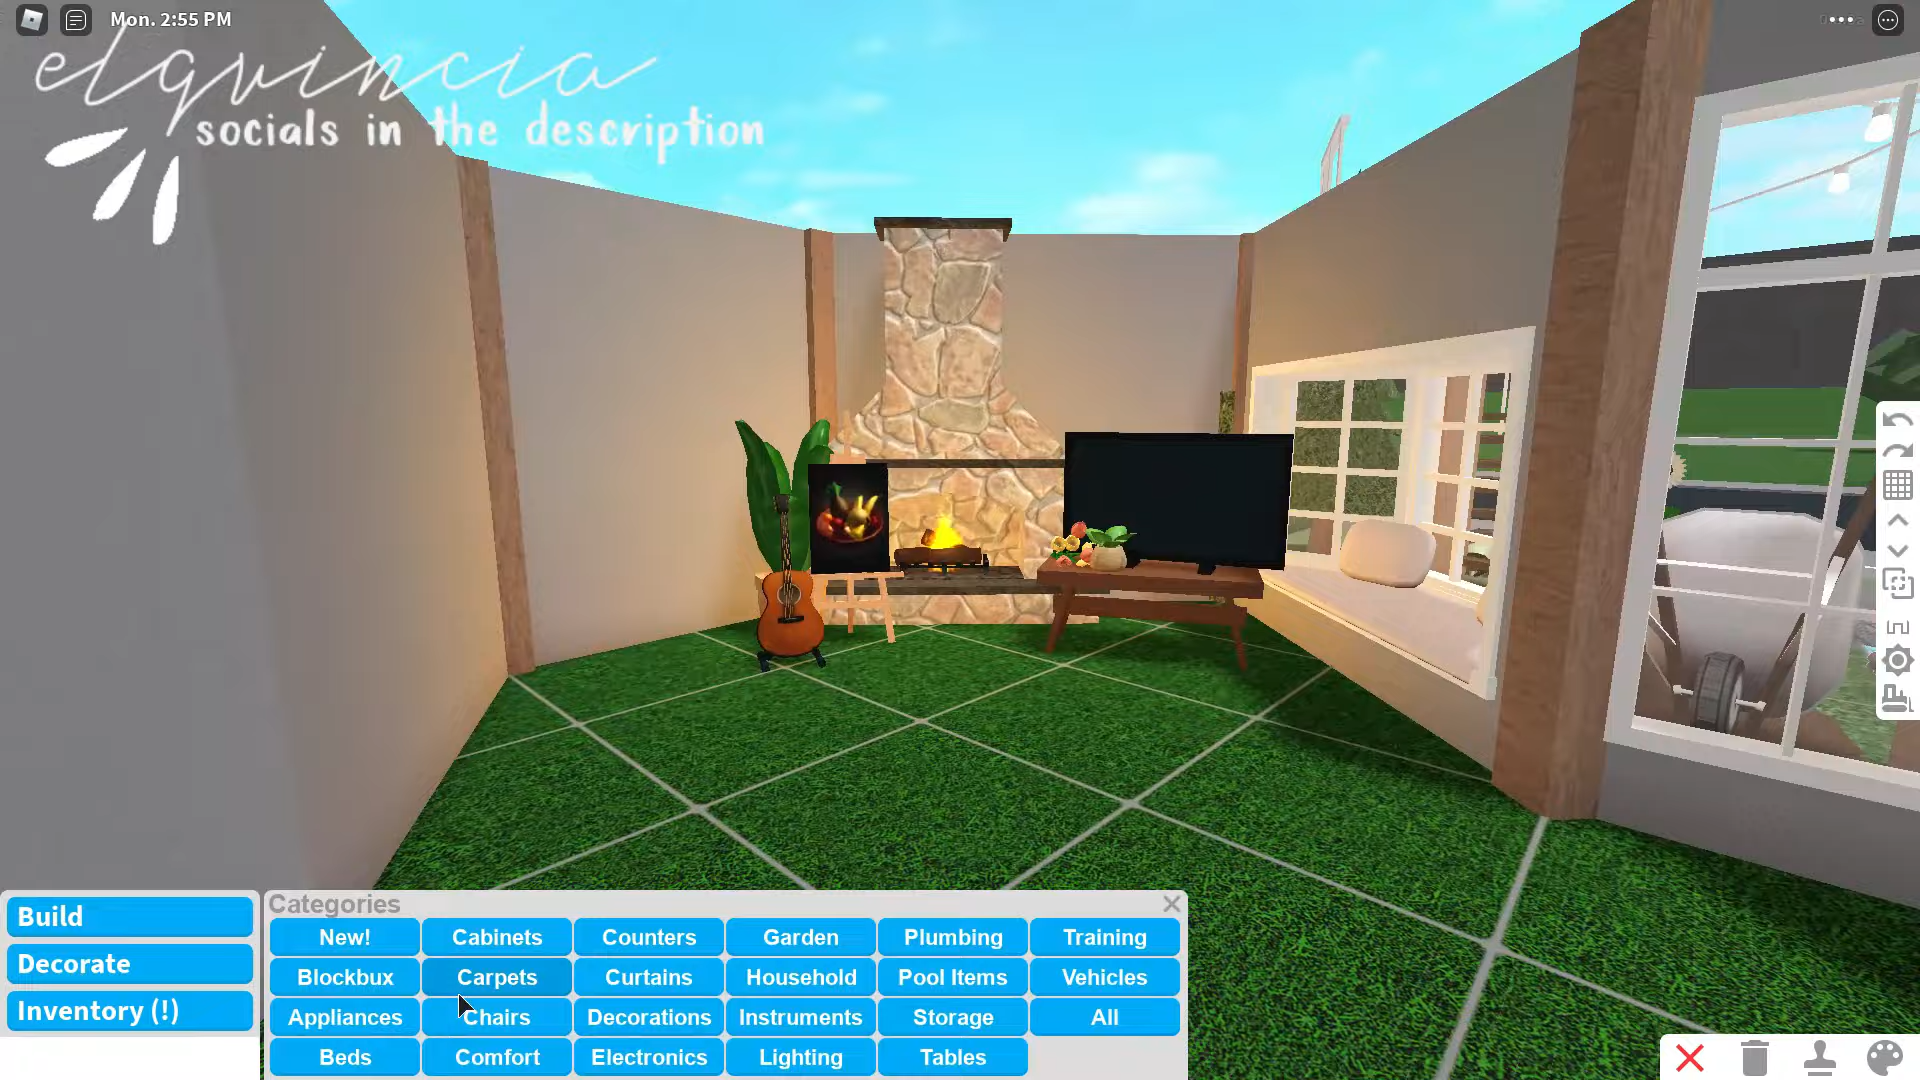 Mon. 2:55 PM
elquincia
socials in the description
Build
Decorate
Inventory (!)
Categories
New!
Cabinets
Counters
Garden
Plumbing
Training
Blockbux
Carpets
Curtains
Household
Pool Items
Vehicles
Appliances
Chairs
Decorations
Instruments
Storage
All
Beds
Comfort
Electronics
Lighting
Tables